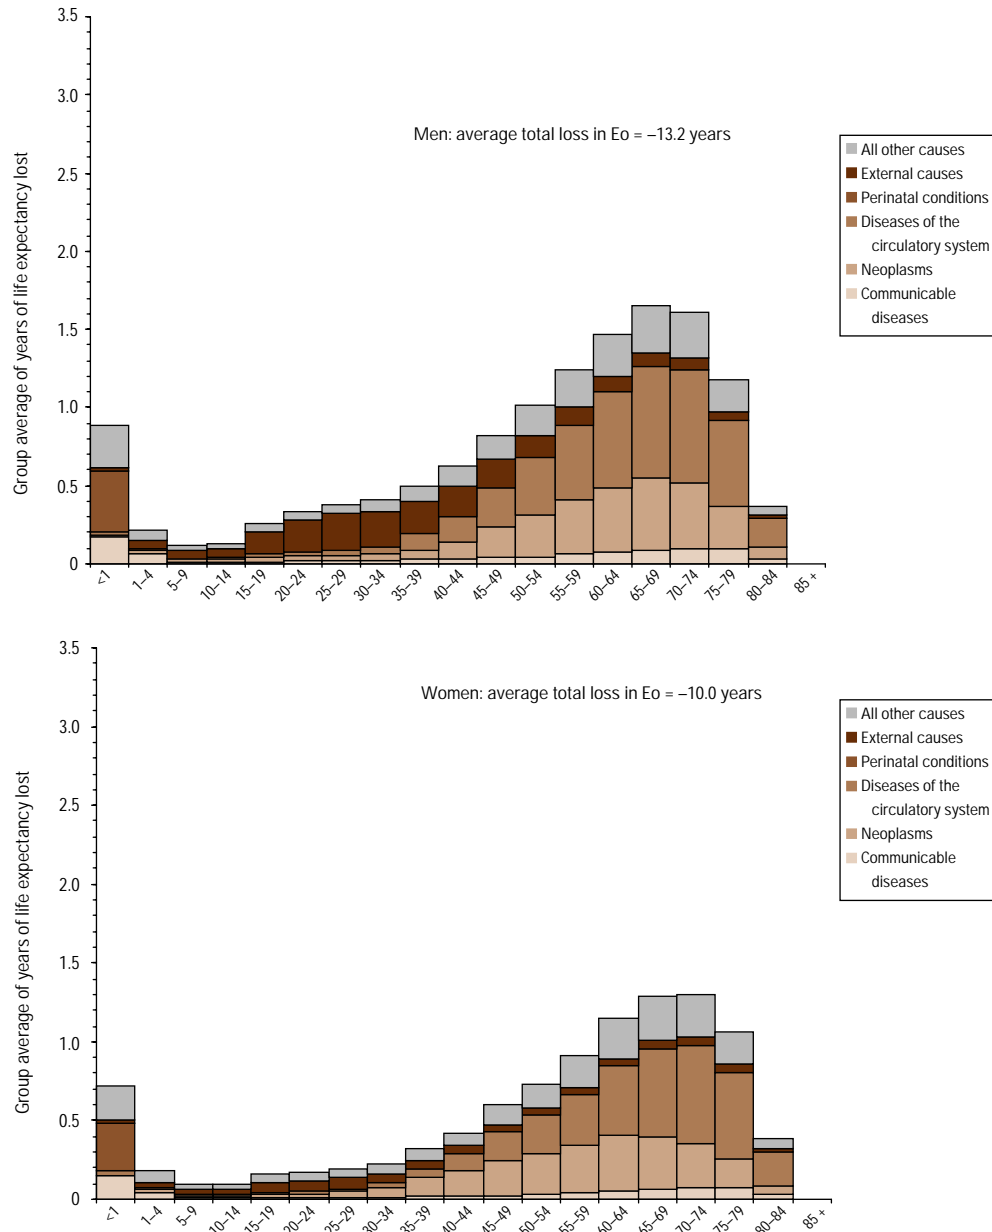 3.5
3.0
2.5
2.0
1.5
1.0
0.5
0
Group average of years of life expectancy lost
Men: average total loss in Eo = –13.2 years
All other causes
External causes
Perinatal conditions
Diseases of the
circulatory system
Neoplasms
Communicable
diseases
<1 1–4 5–9 10–14 15–19 20–24 25–29 30–34 35–39 40–44 45–49 50–54 55–59 60–64 65–69 70–74 75–79 80–84 85 +
3.5
3.0
2.5
2.0
1.5
1.0
0.5
0
Group average of years of life expectancy lost
Women: average total loss in Eo = –10.0 years
All other causes
External causes
Perinatal conditions
Diseases of the
circulatory system
Neoplasms
Communicable
diseases
<1 1–4 5–9 10–14 15–19 20–24 25–29 30–34 35–39 40–44 45–49 50–54 55–59 60–64 65–69 70–74 75–79 80–84 85 +